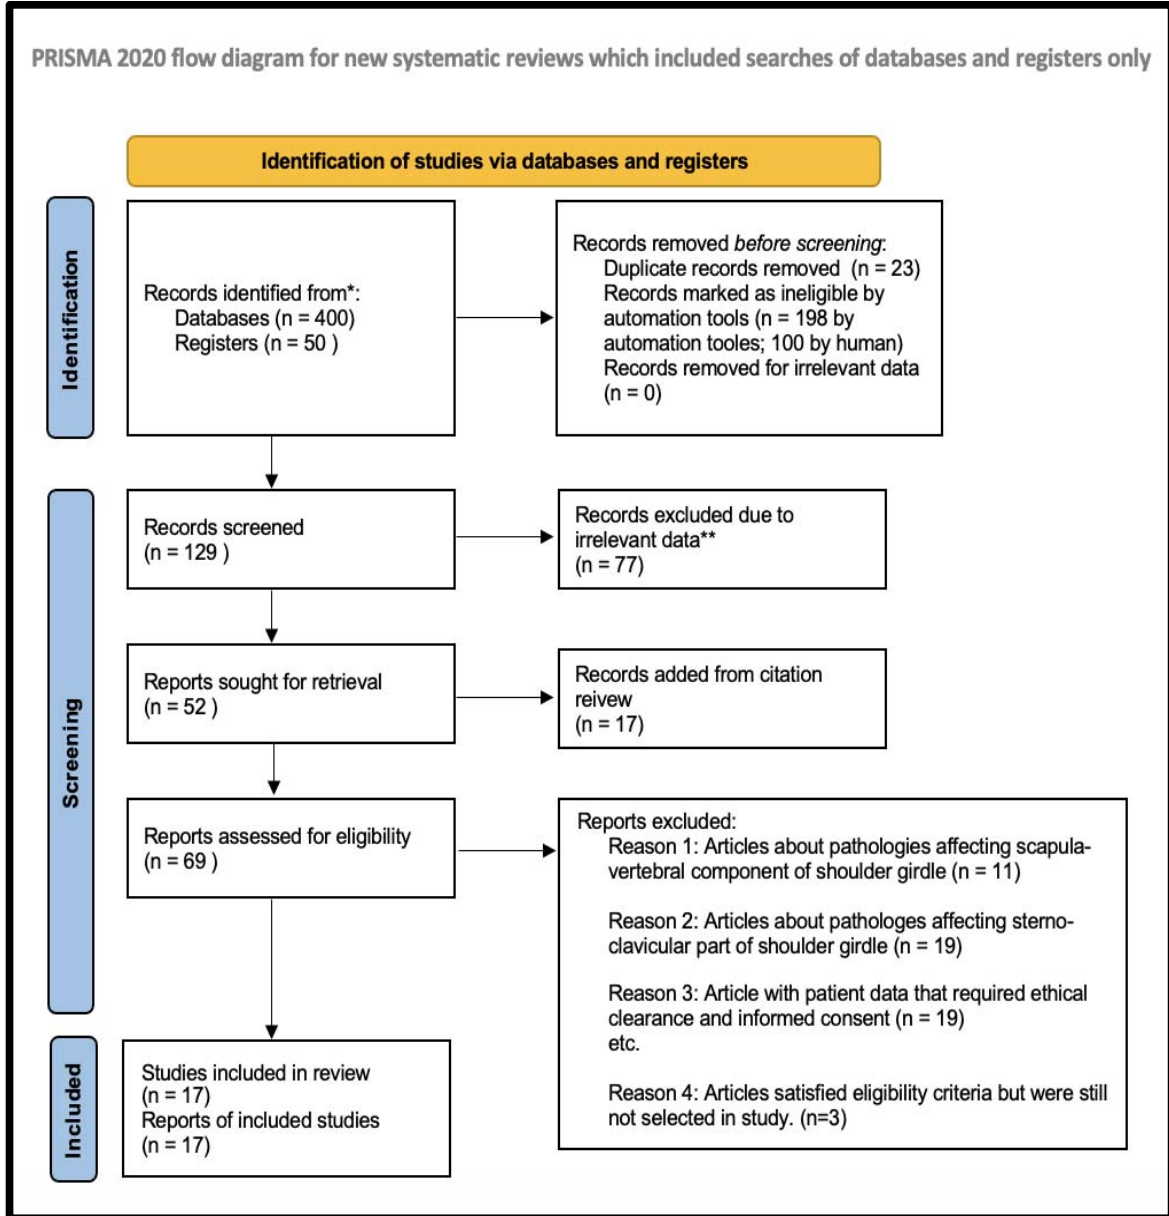 PRISMA 2020 flow diagram for new systematic reviews which included searches of databases and registers only
Identification of studies via databases and registers
Identification
Records identified from*:
Databases (n = 400)
Registers (n = 50 )
Records removed before screening:
Duplicate records removed (n = 23)
Records marked as ineligible by
automation tools (n = 198 by
automation tooles; 100 by human)
Records removed for irrelevant data
(n = 0)
Screening
Records screened
(n = 129 )
Records excluded due to
irrelevant data**
(n = 77)
Reports sought for retrieval
(n = 52 )
Records added from citation
reivew
(n = 17)
Reports assessed for eligibility
(n = 69 )
Reports excluded:
Reason 1: Articles about pathologies affecting scapula-
vertebral component of shoulder girdle (n = 11)
Reason 2: Articles about pathologes affecting sterno-
clavicular part of shoulder girdle (n = 19)
Reason 3: Article with patient data that required ethical
clearance and informed consent (n = 19)
etc.
Reason 4: Articles satisfied eligibility criteria but were still
not selected in study. (n=3)
Included
Studies included in review
(n = 17)
Reports of included studies
(n = 17)